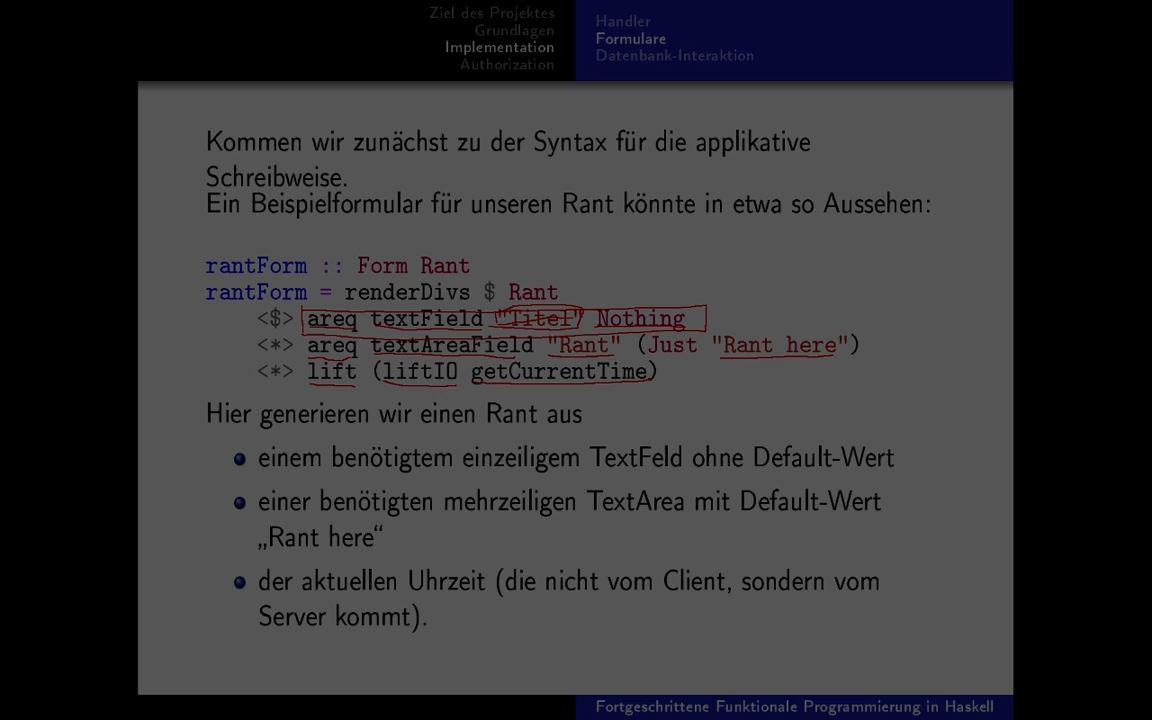 Ziel des Projektes
Grundlagen
Implementation
Authorization
Handler
Formulare
Datenbank-Interaktion
Kommen wir zunächst zu der Syntax für die applikative
Schreibweise.
Ein Beispielformular für unseren Rant könnte in etwa so Aussehen:
rantForm :: Form Rant
rantForm = renderDivs $ Rant
<$> areq textField "Titel" Nothing
<*> areq textAreaField "Rant" (Just "Rant here")
<*> lift (liftIO getCurrentTime)
Hier generieren wir einen Rant aus
einem benötigtem einzeiligem TextFeld ohne Default-Wert
einer benötigten mehrzeiligen TextArea mit Default-Wert
„Rant here“
der aktuellen Uhrzeit (die nicht vom Client, sondern vom
Server kommt).
Fortgeschrittene Funktionale Programmierung in Haskell